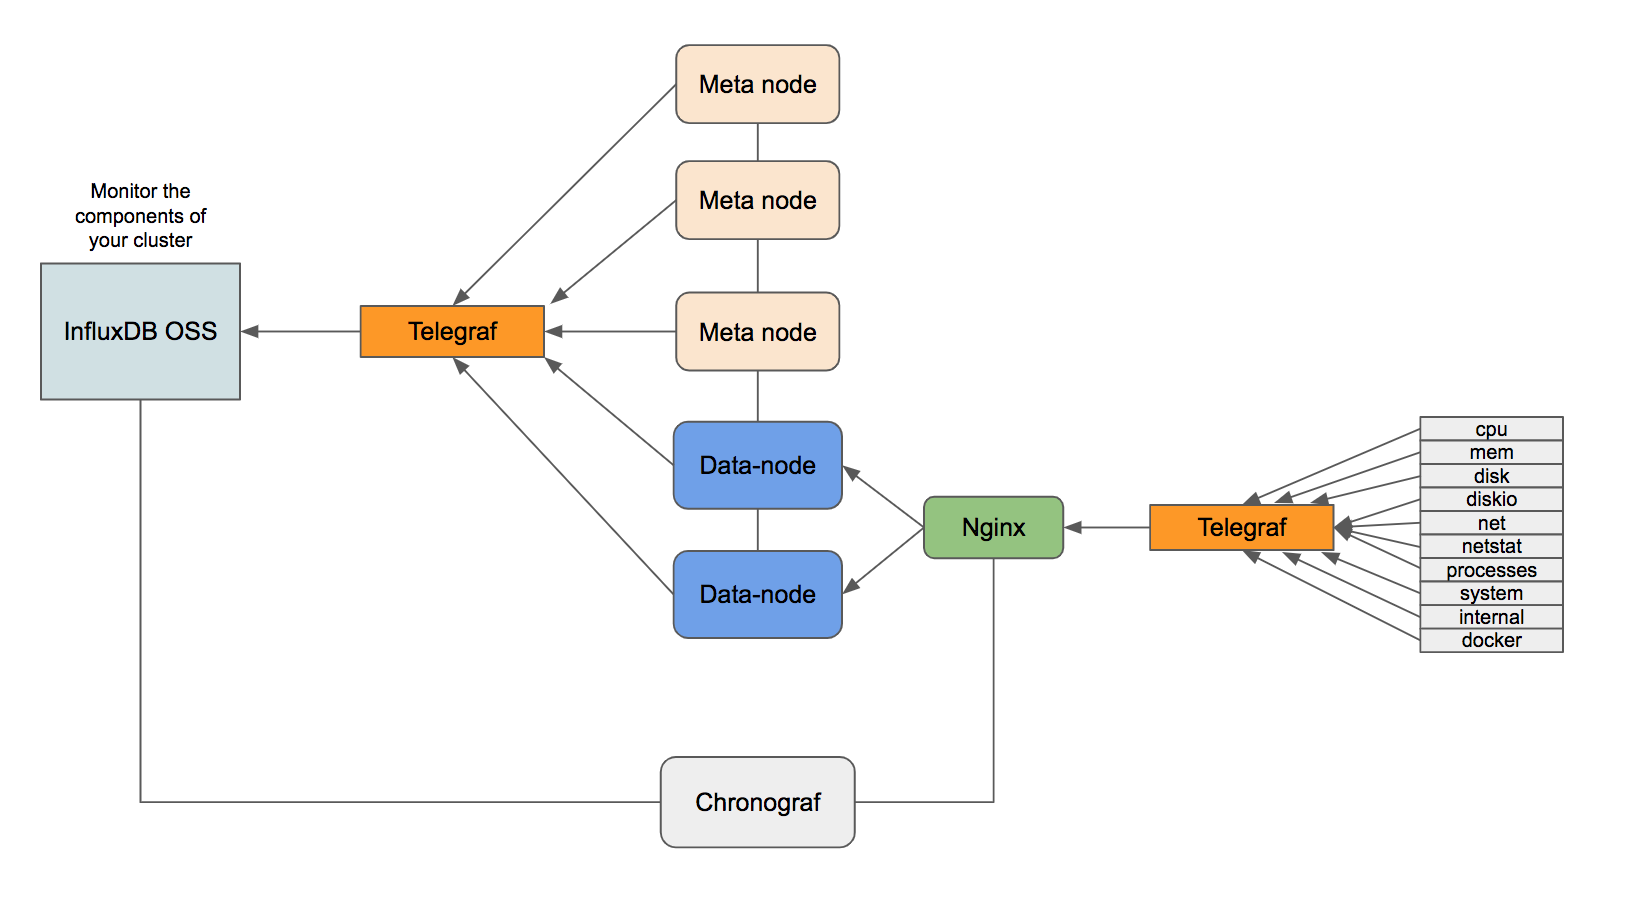 Meta node
Meta node
Monitor the
components of
your cluster
InfluxDB OSS
Telegraf
Meta node
Data-node
Data-node
Nginx
Telegraf
cpu
mem
disk
diskio
net
netstat
processes
system
internal
docker
Chronograf